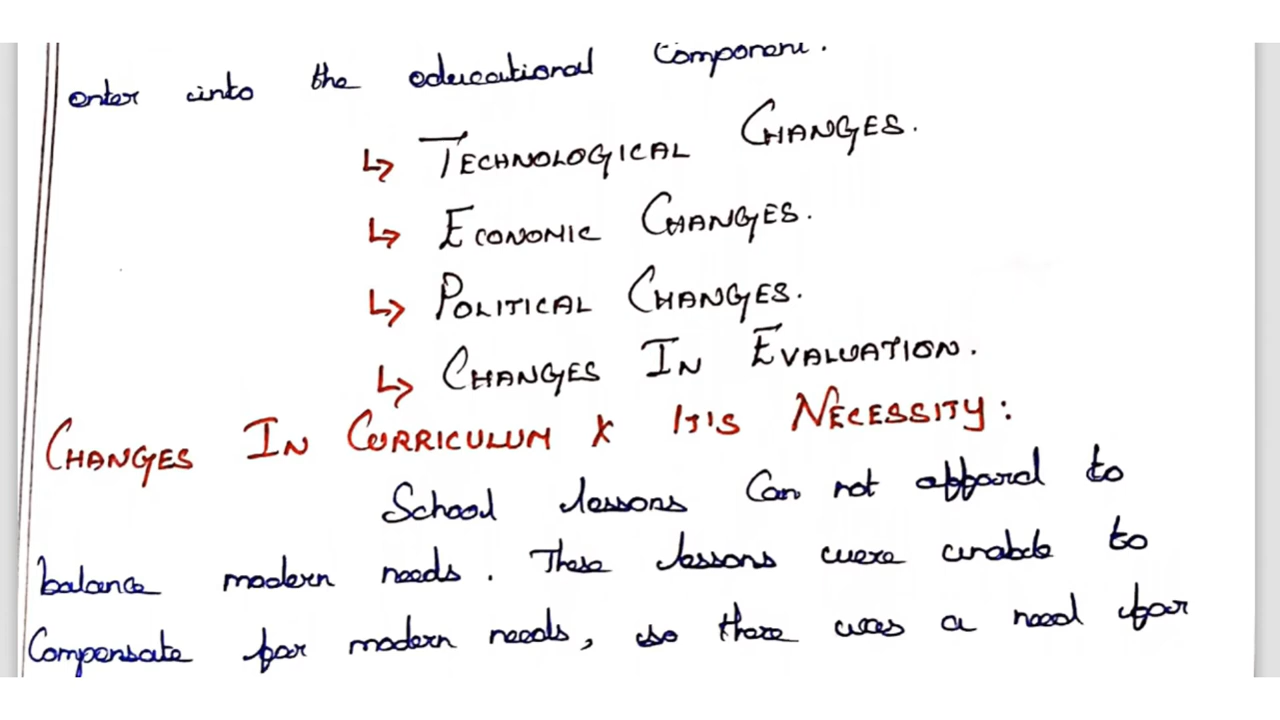 enter into the educational component.
↳ TECHNOLOGICAL CHANGES.
↳ ECONOMIC CHANGES.
↳ POLITICAL CHANGES.
↳ CHANGES IN EVALUATION.
CHANGES IN CURRICULUM & IT'S NECESSITY:
School lessons Can not afford to
balance modern needs. These lessons were unable to
Compensate for modern needs, so there was a need for